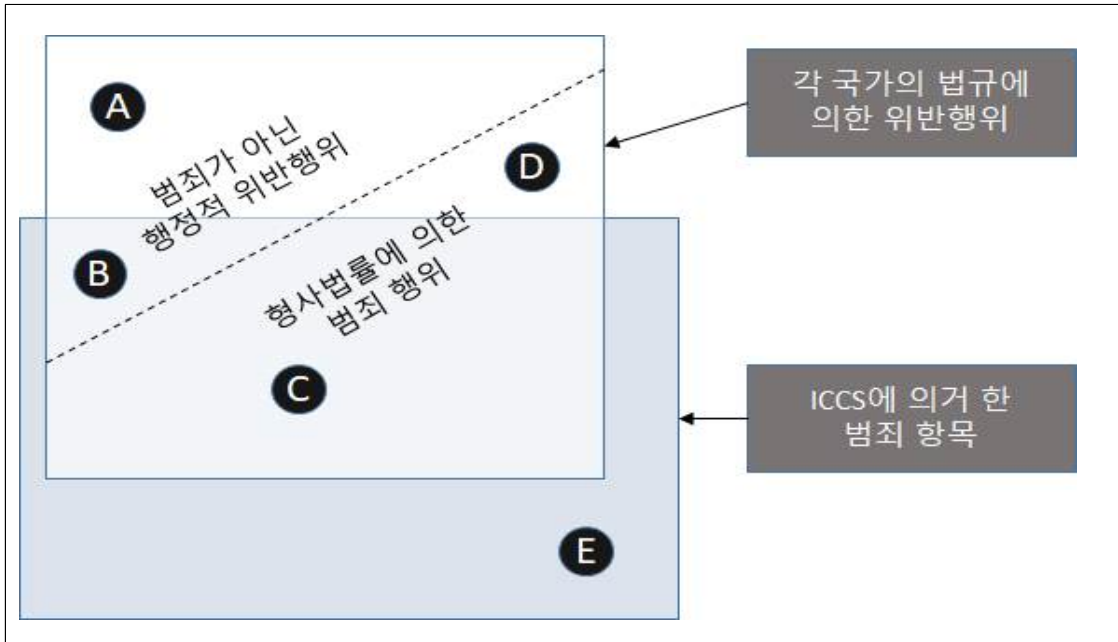 A
범죄가 아닌
행정적 위반행위
D
각 국가의 법규에
의한 위반행위
B
형사법률에 의한
범죄 행위
C
ICCS에 의거 한
범죄 항목
E